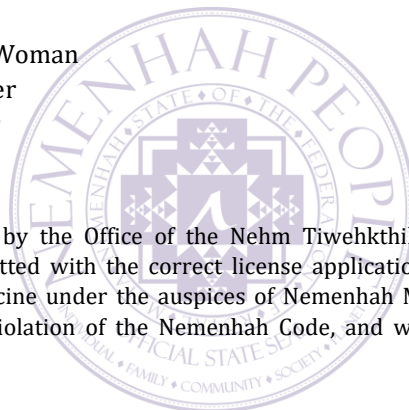 Woman
er
by the Office of the Nehm Tiwehkthi
tted with the correct license applicatio
cine under the auspices of Nemenhah M
iolation of the Nemenhah Code, and w
NEMENHAH PEOPLE
STATE • OF • THE • FEDERA
OFFICIAL STATE SE
INDIVIDUAL • FAMILY • COMMUNITY • SOCIETY •